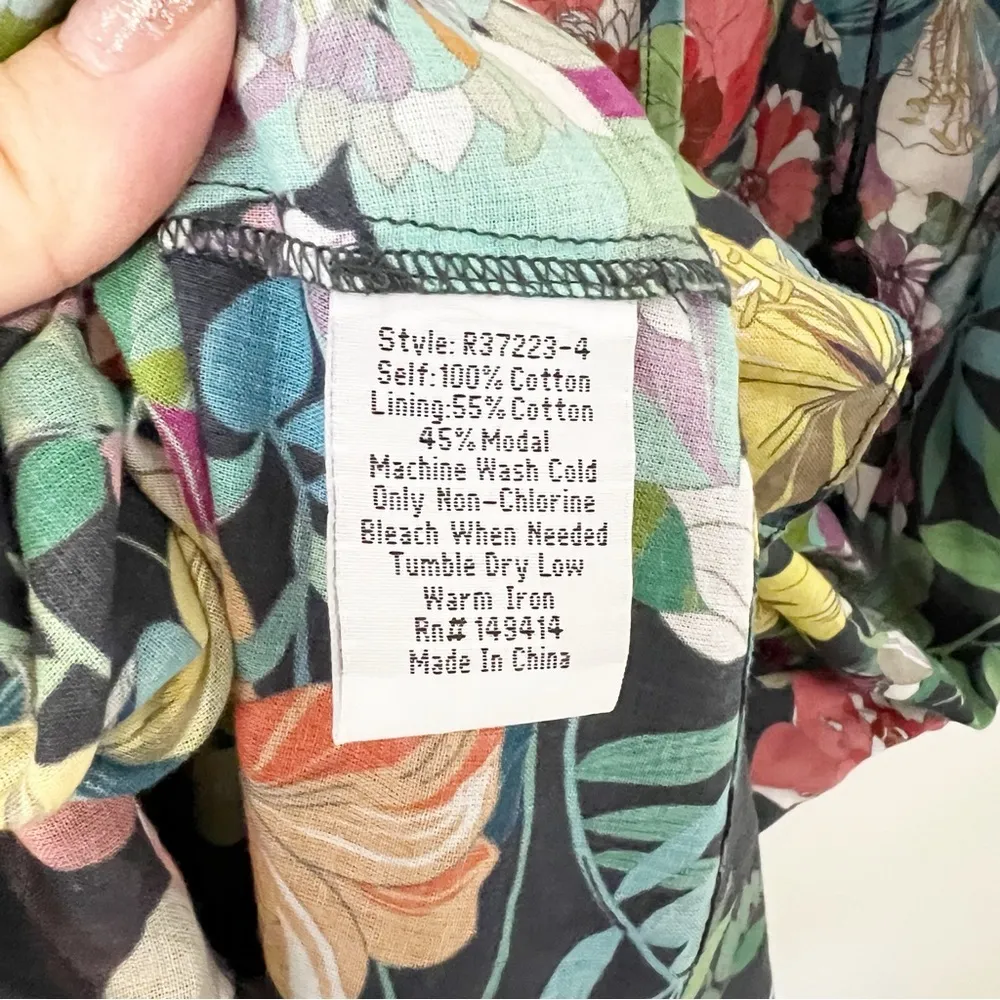 Style: R37223-4
Self:100% Cotton
Lining:55% Cotton
45% Modal
Machine Wash Cold
Only Non-Chlorine
Bleach When Needed
Tumble Dry Low
Warm Iron
Rn# 149414
Made In China